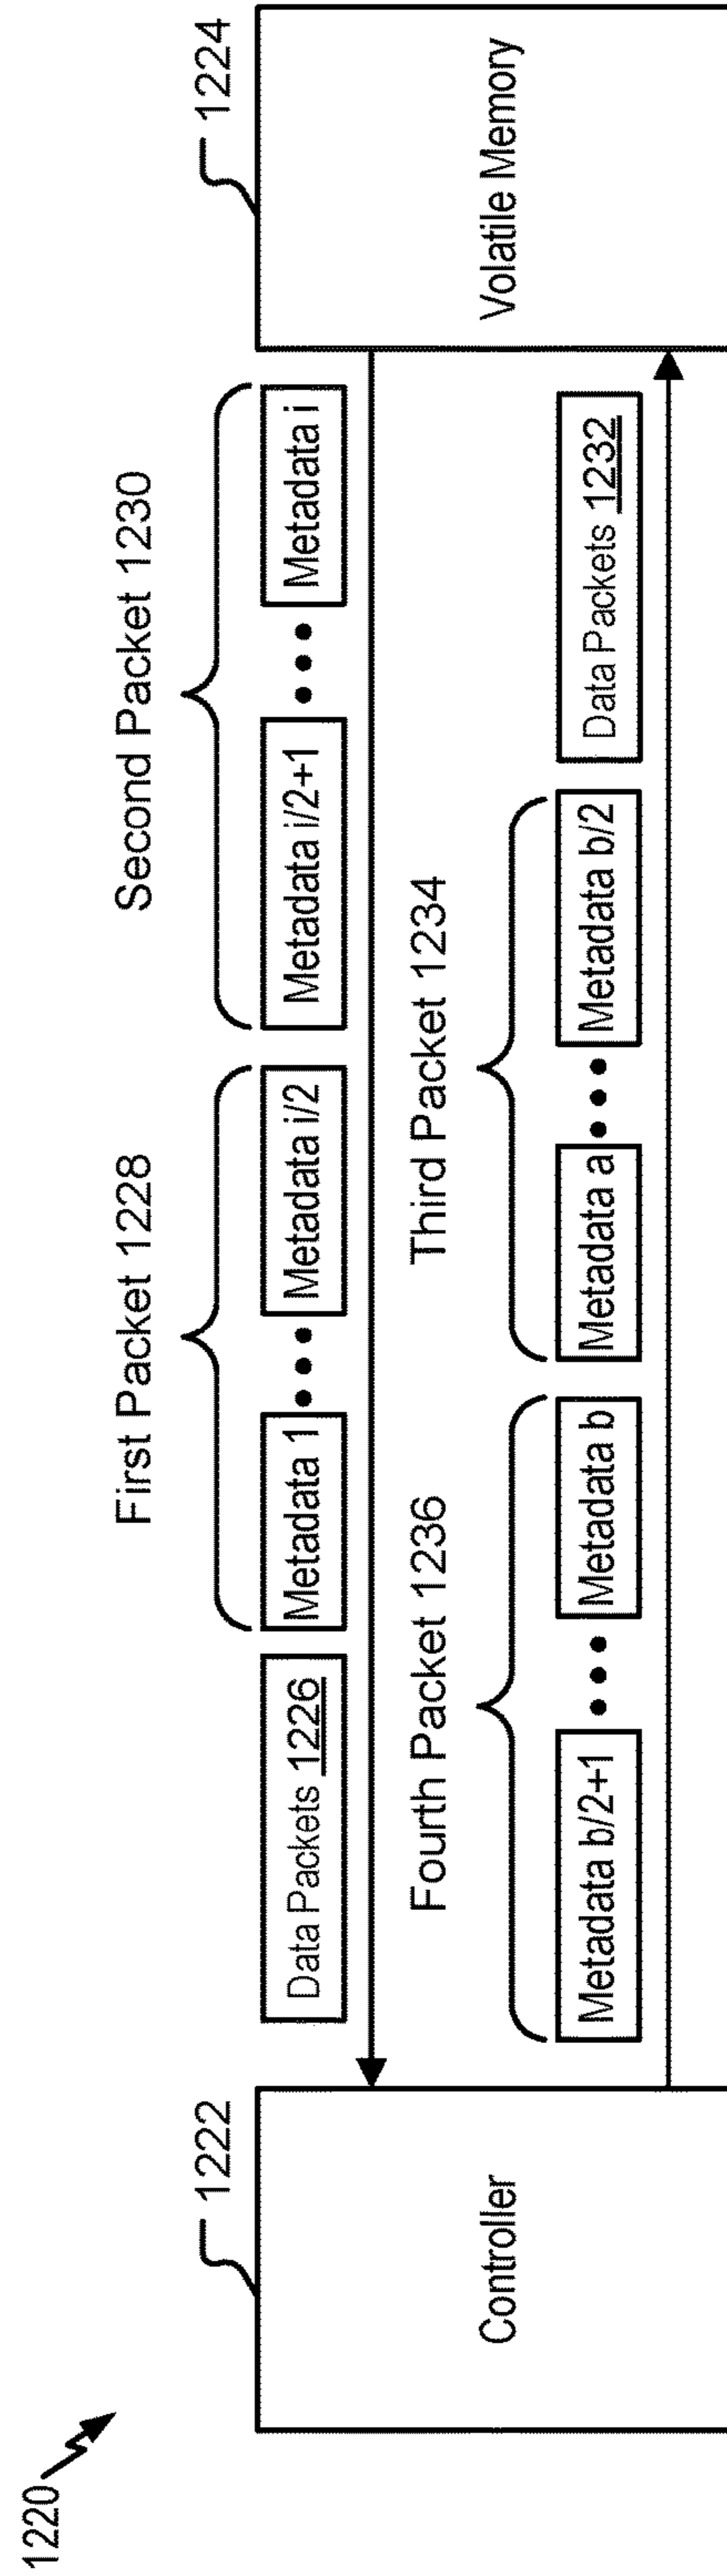 1220
1222
Controller
1224
Volatile Memory
First Packet 1228
Second Packet 1230
Data Packets 1226
Metadata 1
•••
Metadata i/2
Metadata i/2+1
•••
Metadata i
Fourth Packet 1236
Third Packet 1234
Metadata b/2+1
•••
Metadata b
Metadata a
•••
Metadata b/2
Data Packets 1232